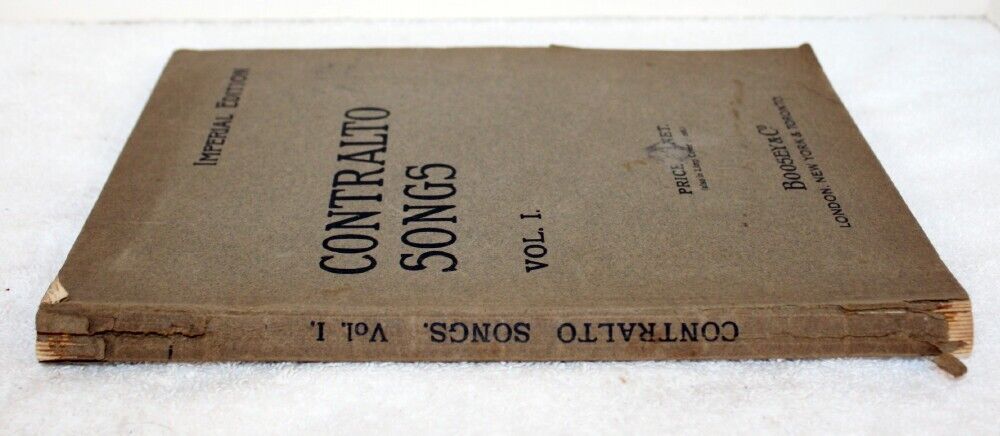 IMPERIAL EDITION
CONTRALTO
SONGS
VOL. I.
PRICE NET.
BOOSEY & Co
LONDON, NEW YORK & TORONTO
CONTRALTO SONGS. Vol. I.